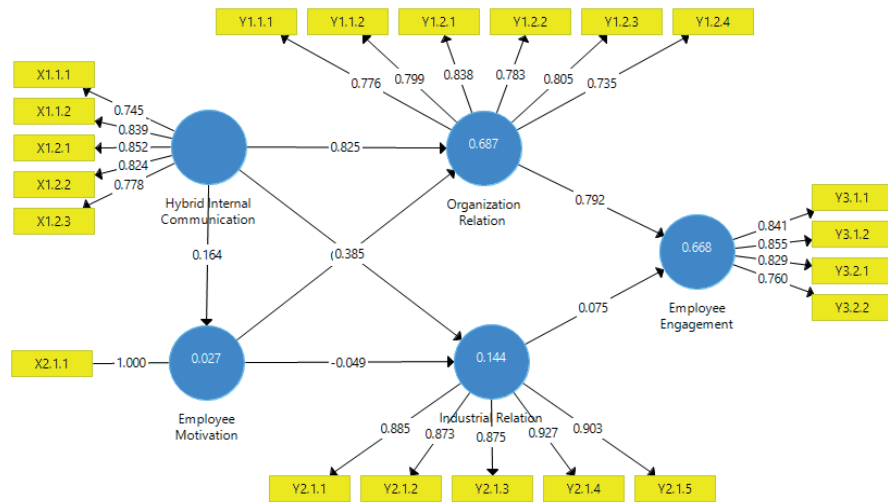 Y1.1.1
Y1.1.2
Y1.2.1
Y1.2.2
Y1.2.3
Y1.2.4
0.776
0.799
0.838
0.783
0.805
0.735
X1.1.1
X1.1.2
X1.2.1
X1.2.2
X1.2.3
0.745
0.839
0.852
0.824
0.778
Hybrid Internal
Communication
0.825
0.687
Organization
Relation
0.164
0.385
0.792
0.668
Employee
Engagement
0.841
0.855
0.829
0.760
Y3.1.1
Y3.1.2
Y3.2.1
Y3.2.2
0.075
X2.1.1
1.000
0.027
Employee
Motivation
-0.049
0.144
Industrial Relation
0.885
0.873
0.875
0.927
0.903
Y2.1.1
Y2.1.2
Y2.1.3
Y2.1.4
Y2.1.5